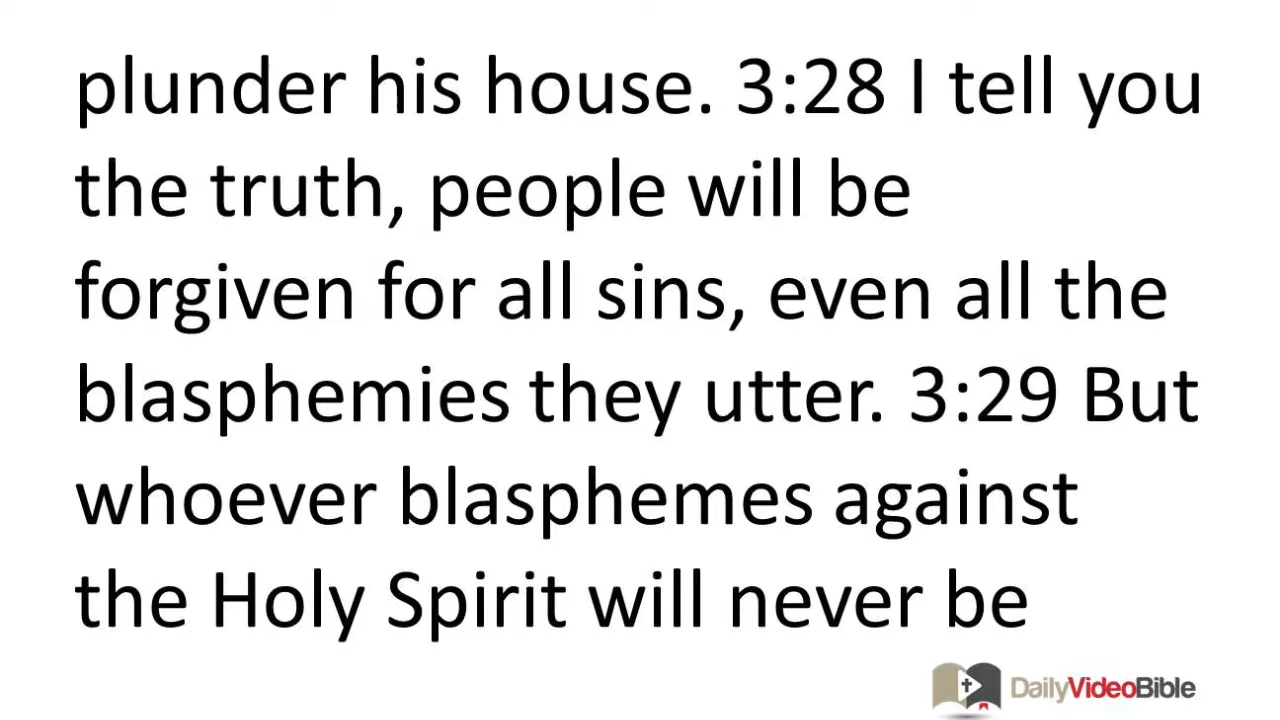 plunder his house. 3:28 I tell you
the truth, people will be
forgiven for all sins, even all the
blasphemies they utter. 3:29 But
whoever blasphemes against
the Holy Spirit will never be
DailyVideoBible